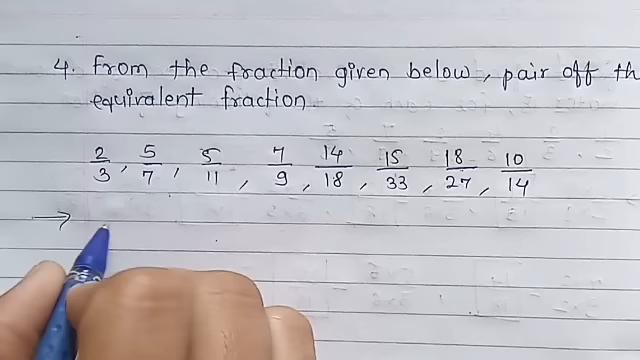 4. From the fraction given below, pair off th
equivalent fraction.
2/3, 5/7, 5/11, 7/9, 14/18, 15/33, 18/27, 10/14
→